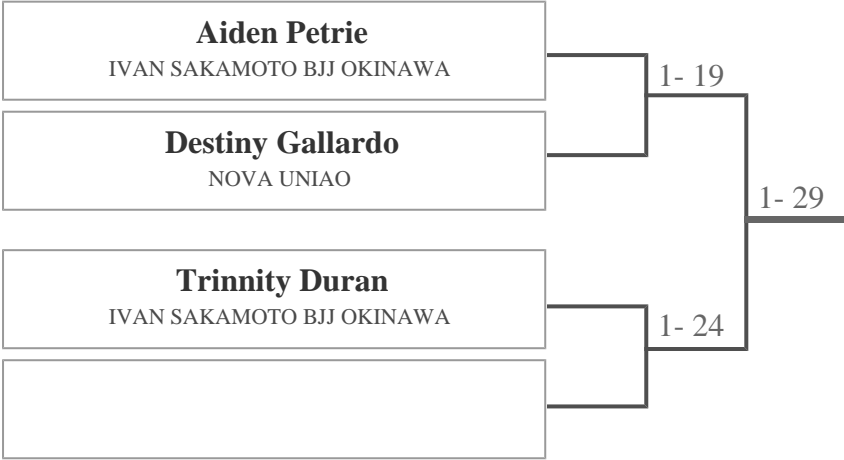 Aiden Petrie
IVAN SAKAMOTO BJJ OKINAWA
1- 19
Destiny Gallardo
NOVA UNIAO
1- 29
Trinnity Duran
IVAN SAKAMOTO BJJ OKINAWA
1- 24